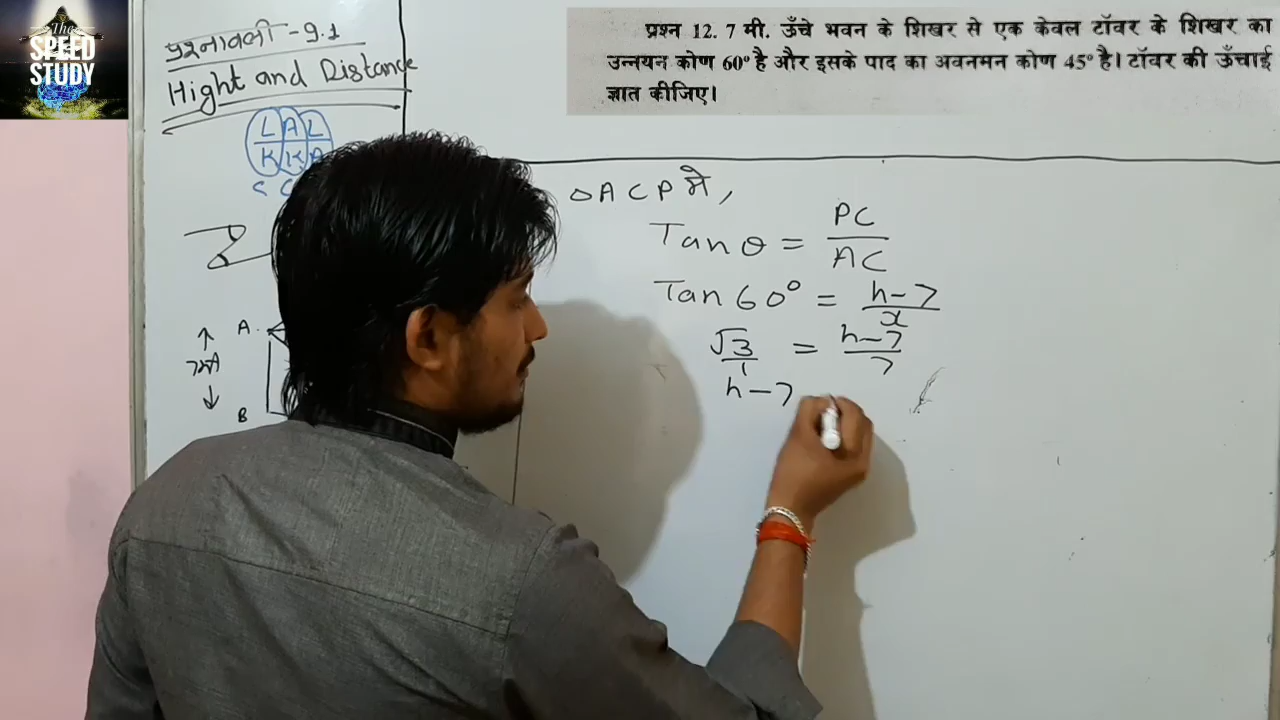 The
SPEED
STUDY
प्रश्नावली - 9.1
Hight and Distance
L A L
K K A
प्रश्न 12. 7 मी. ऊँचे भवन के शिखर से एक केवल टॉवर के शिखर का
उन्नयन कोण 60° है और इसके पाद का अवनमन कोण 45° है। टॉवर की ऊँचाई
ज्ञात कीजिए।
A
B
△ACP में,
Tan θ = PC/AC
Tan 60° = h-7/x
√3/1 = h-7/7
h-7